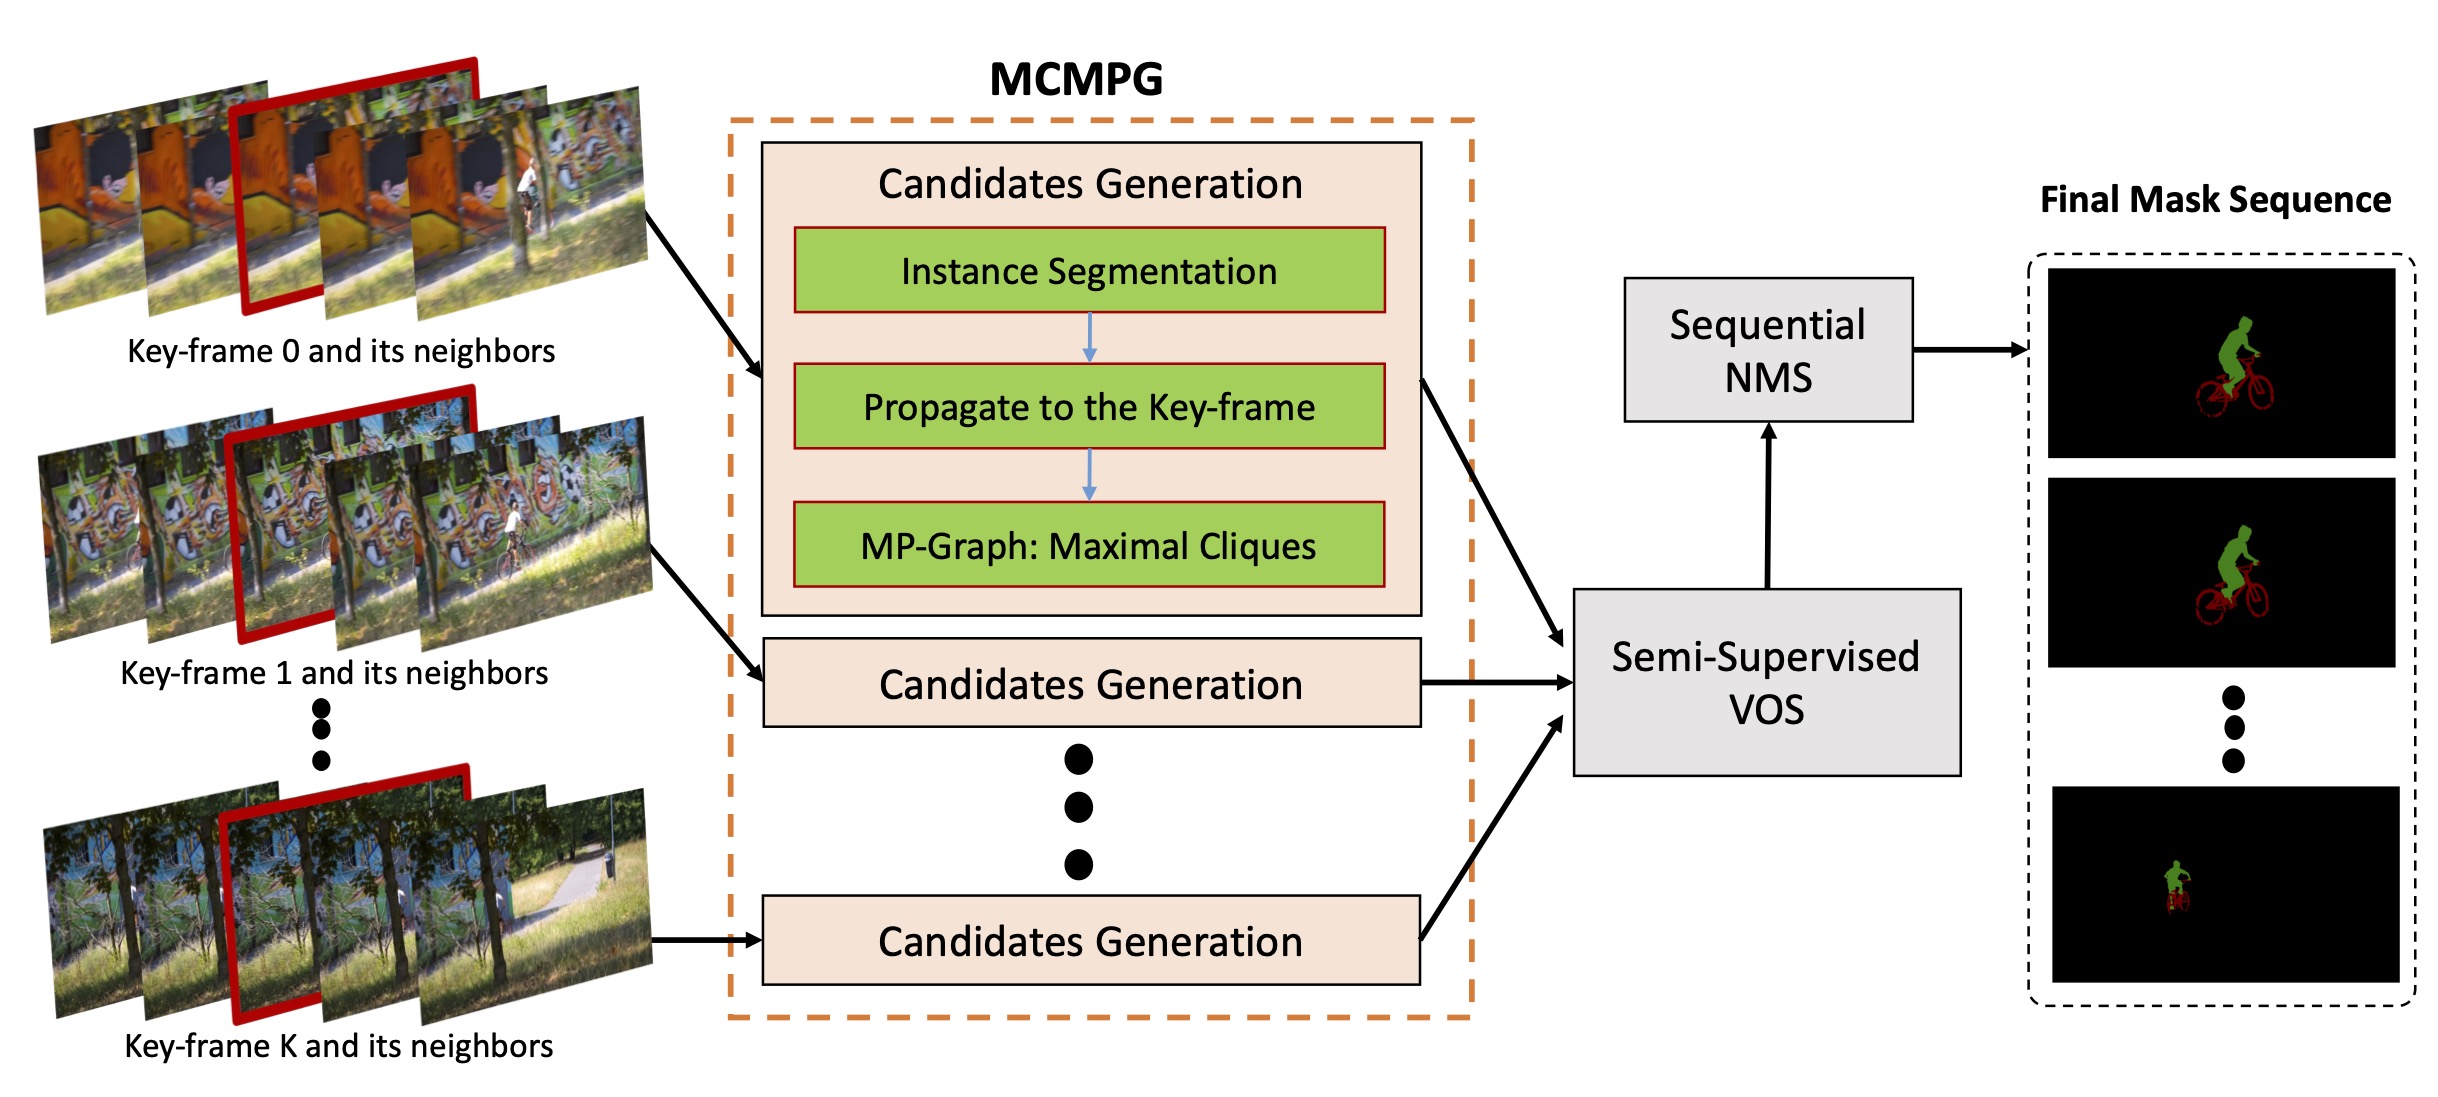 MCMPG
Candidates Generation
Instance Segmentation
Propagate to the Key-frame
MP-Graph: Maximal Cliques
Key-frame 0 and its neighbors
Key-frame 1 and its neighbors
Key-frame K and its neighbors
Candidates Generation
Candidates Generation
Semi-Supervised
VOS
Sequential
NMS
Final Mask Sequence